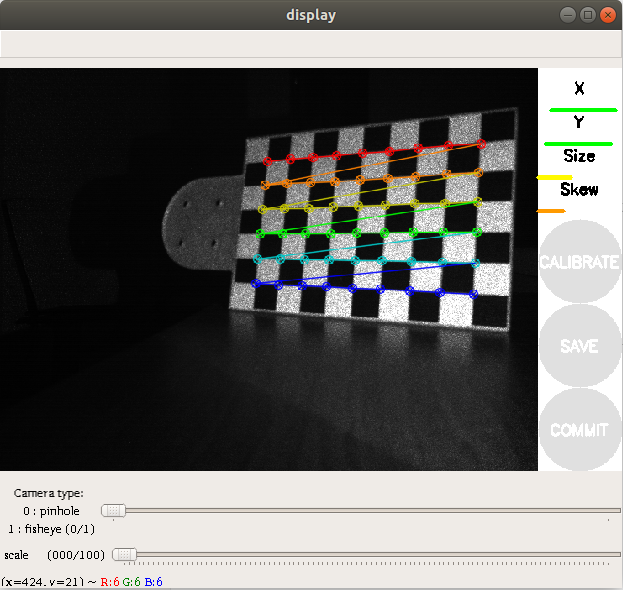 display
X
Y
Size
Skew
CALIBRATE
SAVE
COMMIT
Camera type:
0 : pinhole
1 : fisheye (0/1)
scale (000/100)
(x=424, y=21) ~ R:6 G:6 B:6